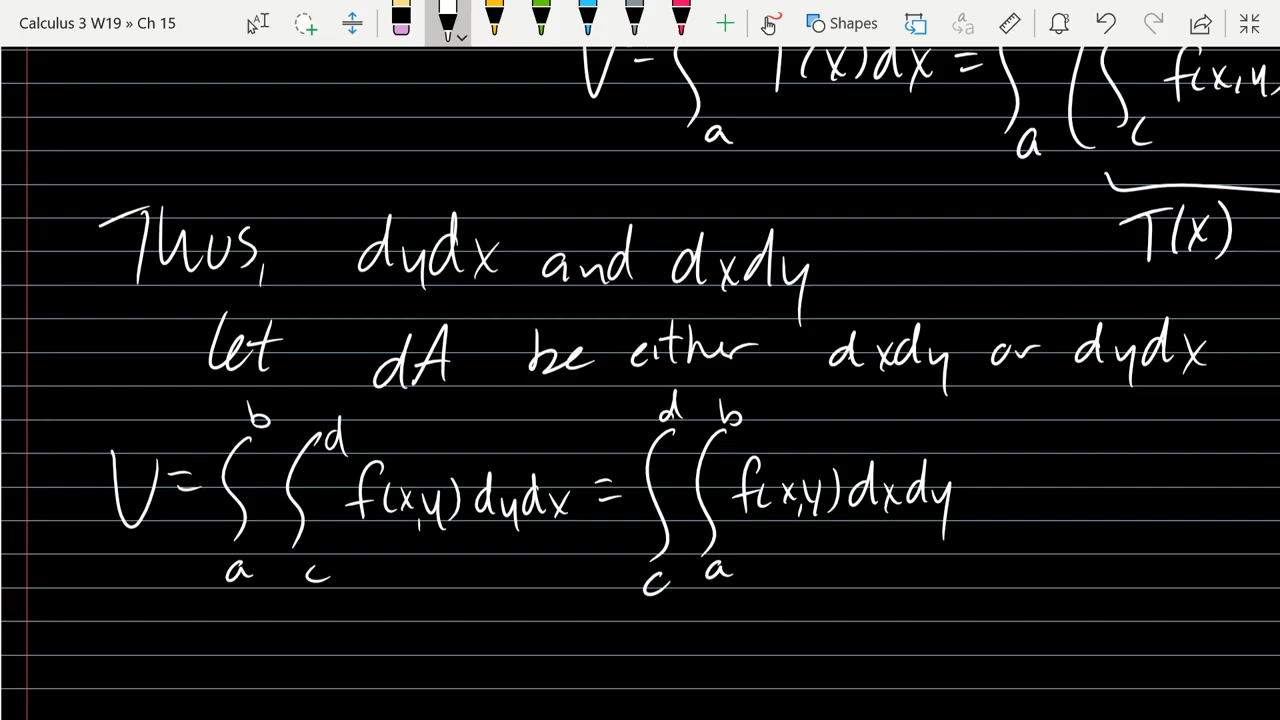 Calculus 3 W19 » Ch 15
Shapes
V = ∫_a T(x)dx = ∫_a (∫_c f(x,y)
T(x)
Thus, dydx and dxdy
let dA be either dxdy or dydx
V = ∫_a^b ∫_c^d f(x,y) dydx = ∫_c^d ∫_a^b f(x,y) dxdy